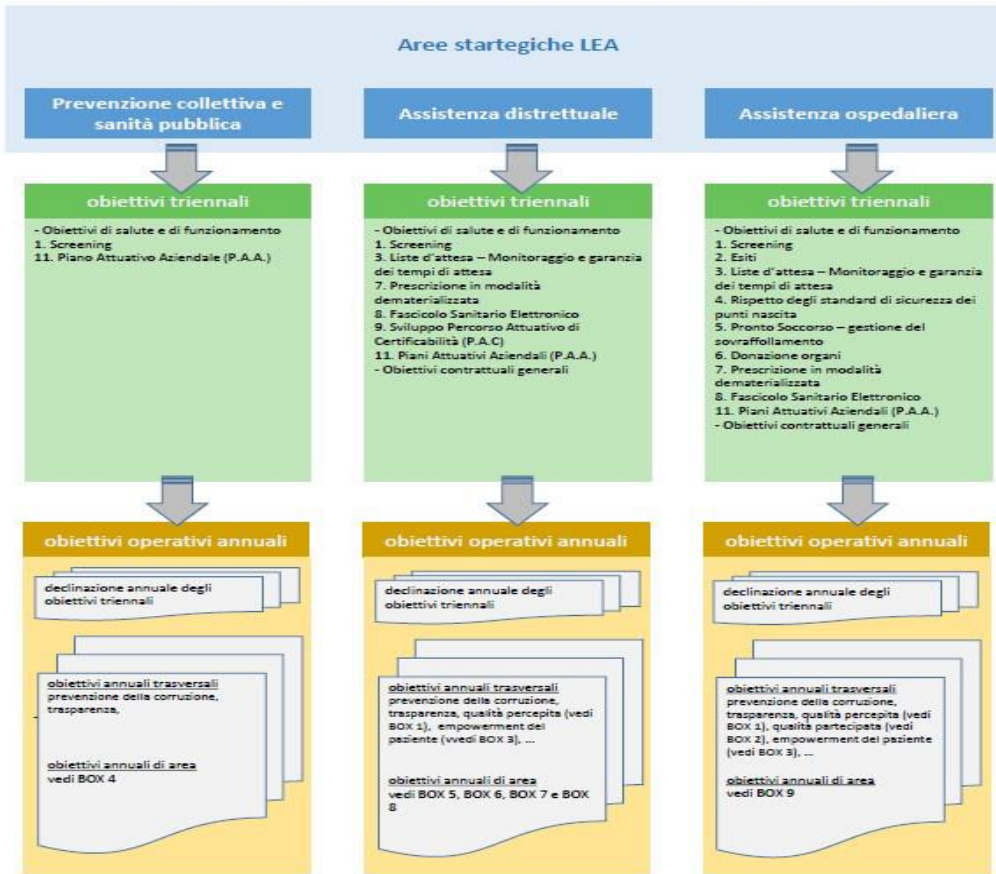 Aree startegiche LEA
Prevenzione collettiva e
sanità pubblica
Assistenza distrettuale
Assistenza ospedaliera
obiettivi triennali
- Obiettivi di salute e di funzionamento
1. Screening
11. Piano Attuativo Aziendale (P.A.A.)
obiettivi triennali
- Obiettivi di salute e di funzionamento
1. Screening
3. Liste d'attesa – Monitoraggio e garanzia
dei tempi di attesa
7. Prescrizione in modalità
dematerializzata
8. Fascicolo Sanitario Elettronico
9. Sviluppo Percorso Attuativo di
Certificabilità (P.A.C)
11. Piani Attuativi Aziendali (P.A.A.)
- Obiettivi contrattuali generali
obiettivi triennali
- Obiettivi di salute e di funzionamento
1. Screening
2. Esiti
3. Liste d'attesa – Monitoraggio e garanzia
dei tempi di attesa
4. Rispetto degli standard di sicurezza dei
punti nascita
5. Pronto Soccorso – gestione del
sovraffollamento
6. Donazione organi
7. Prescrizione in modalità
dematerializzata
8. Fascicolo Sanitario Elettronico
11. Piani Attuativi Aziendali (P.A.A.)
- Obiettivi contrattuali generali
obiettivi operativi annuali
declinazione annuale degli
obiettivi triennali
obiettivi annuali trasversali
prevenzione della corruzione,
trasparenza,
obiettivi annuali di area
vedi BOX 4
obiettivi operativi annuali
declinazione annuale degli
obiettivi triennali
obiettivi annuali trasversali
prevenzione della corruzione,
trasparenza, qualità percepita (vedi
BOX 1), empowerment del
paziente (vvedi BOX 3), ...
obiettivi annuali di area
vedi BOX 5, BOX 6, BOX 7 e BOX
8
obiettivi operativi annuali
declinazione annuale degli
obiettivi triennali
obiettivi annuali trasversali
prevenzione della corruzione,
trasparenza, qualità percepita (vedi
BOX 1), qualità partecipata (vedi
BOX 2), empowerment del paziente
(vedi BOX 3), ...
obiettivi annuali di area
vedi BOX 9